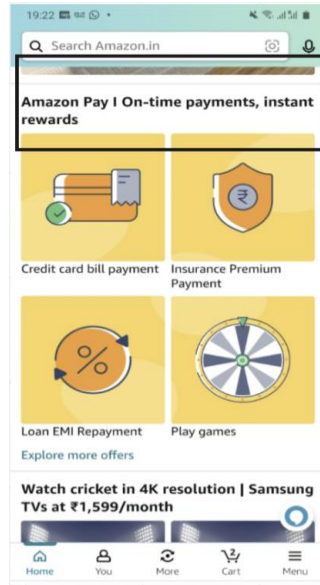 19:22
Search Amazon.in
Amazon Pay I On-time payments, instant
rewards
₹
Credit card bill payment
Insurance Premium
Payment
%
Loan EMI Repayment
Play games
Explore more offers
Watch cricket in 4K resolution | Samsung
TVs at ₹1,599/month
Home
You
More
2
Cart
Menu